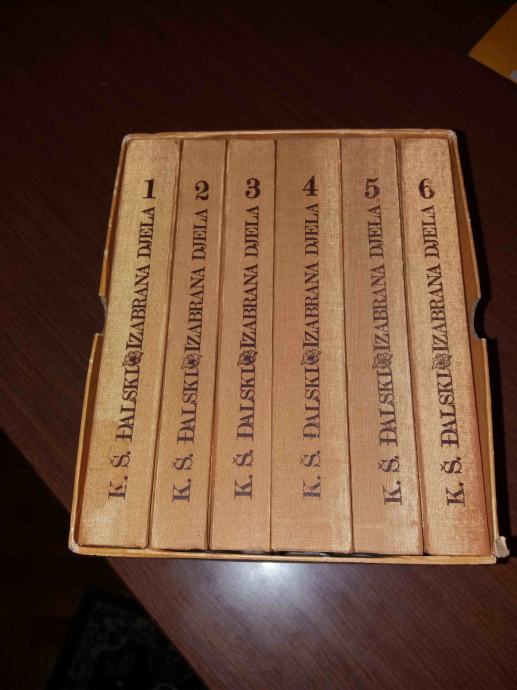 1
K. Š. ĐALSKI IZABRANA DJELA
2
K. Š. ĐALSKI IZABRANA DJELA
3
K. Š. ĐALSKI IZABRANA DJELA
4
K. Š. ĐALSKI IZABRANA DJELA
5
K. Š. ĐALSKI IZABRANA DJELA
6
K. Š. ĐALSKI IZABRANA DJELA